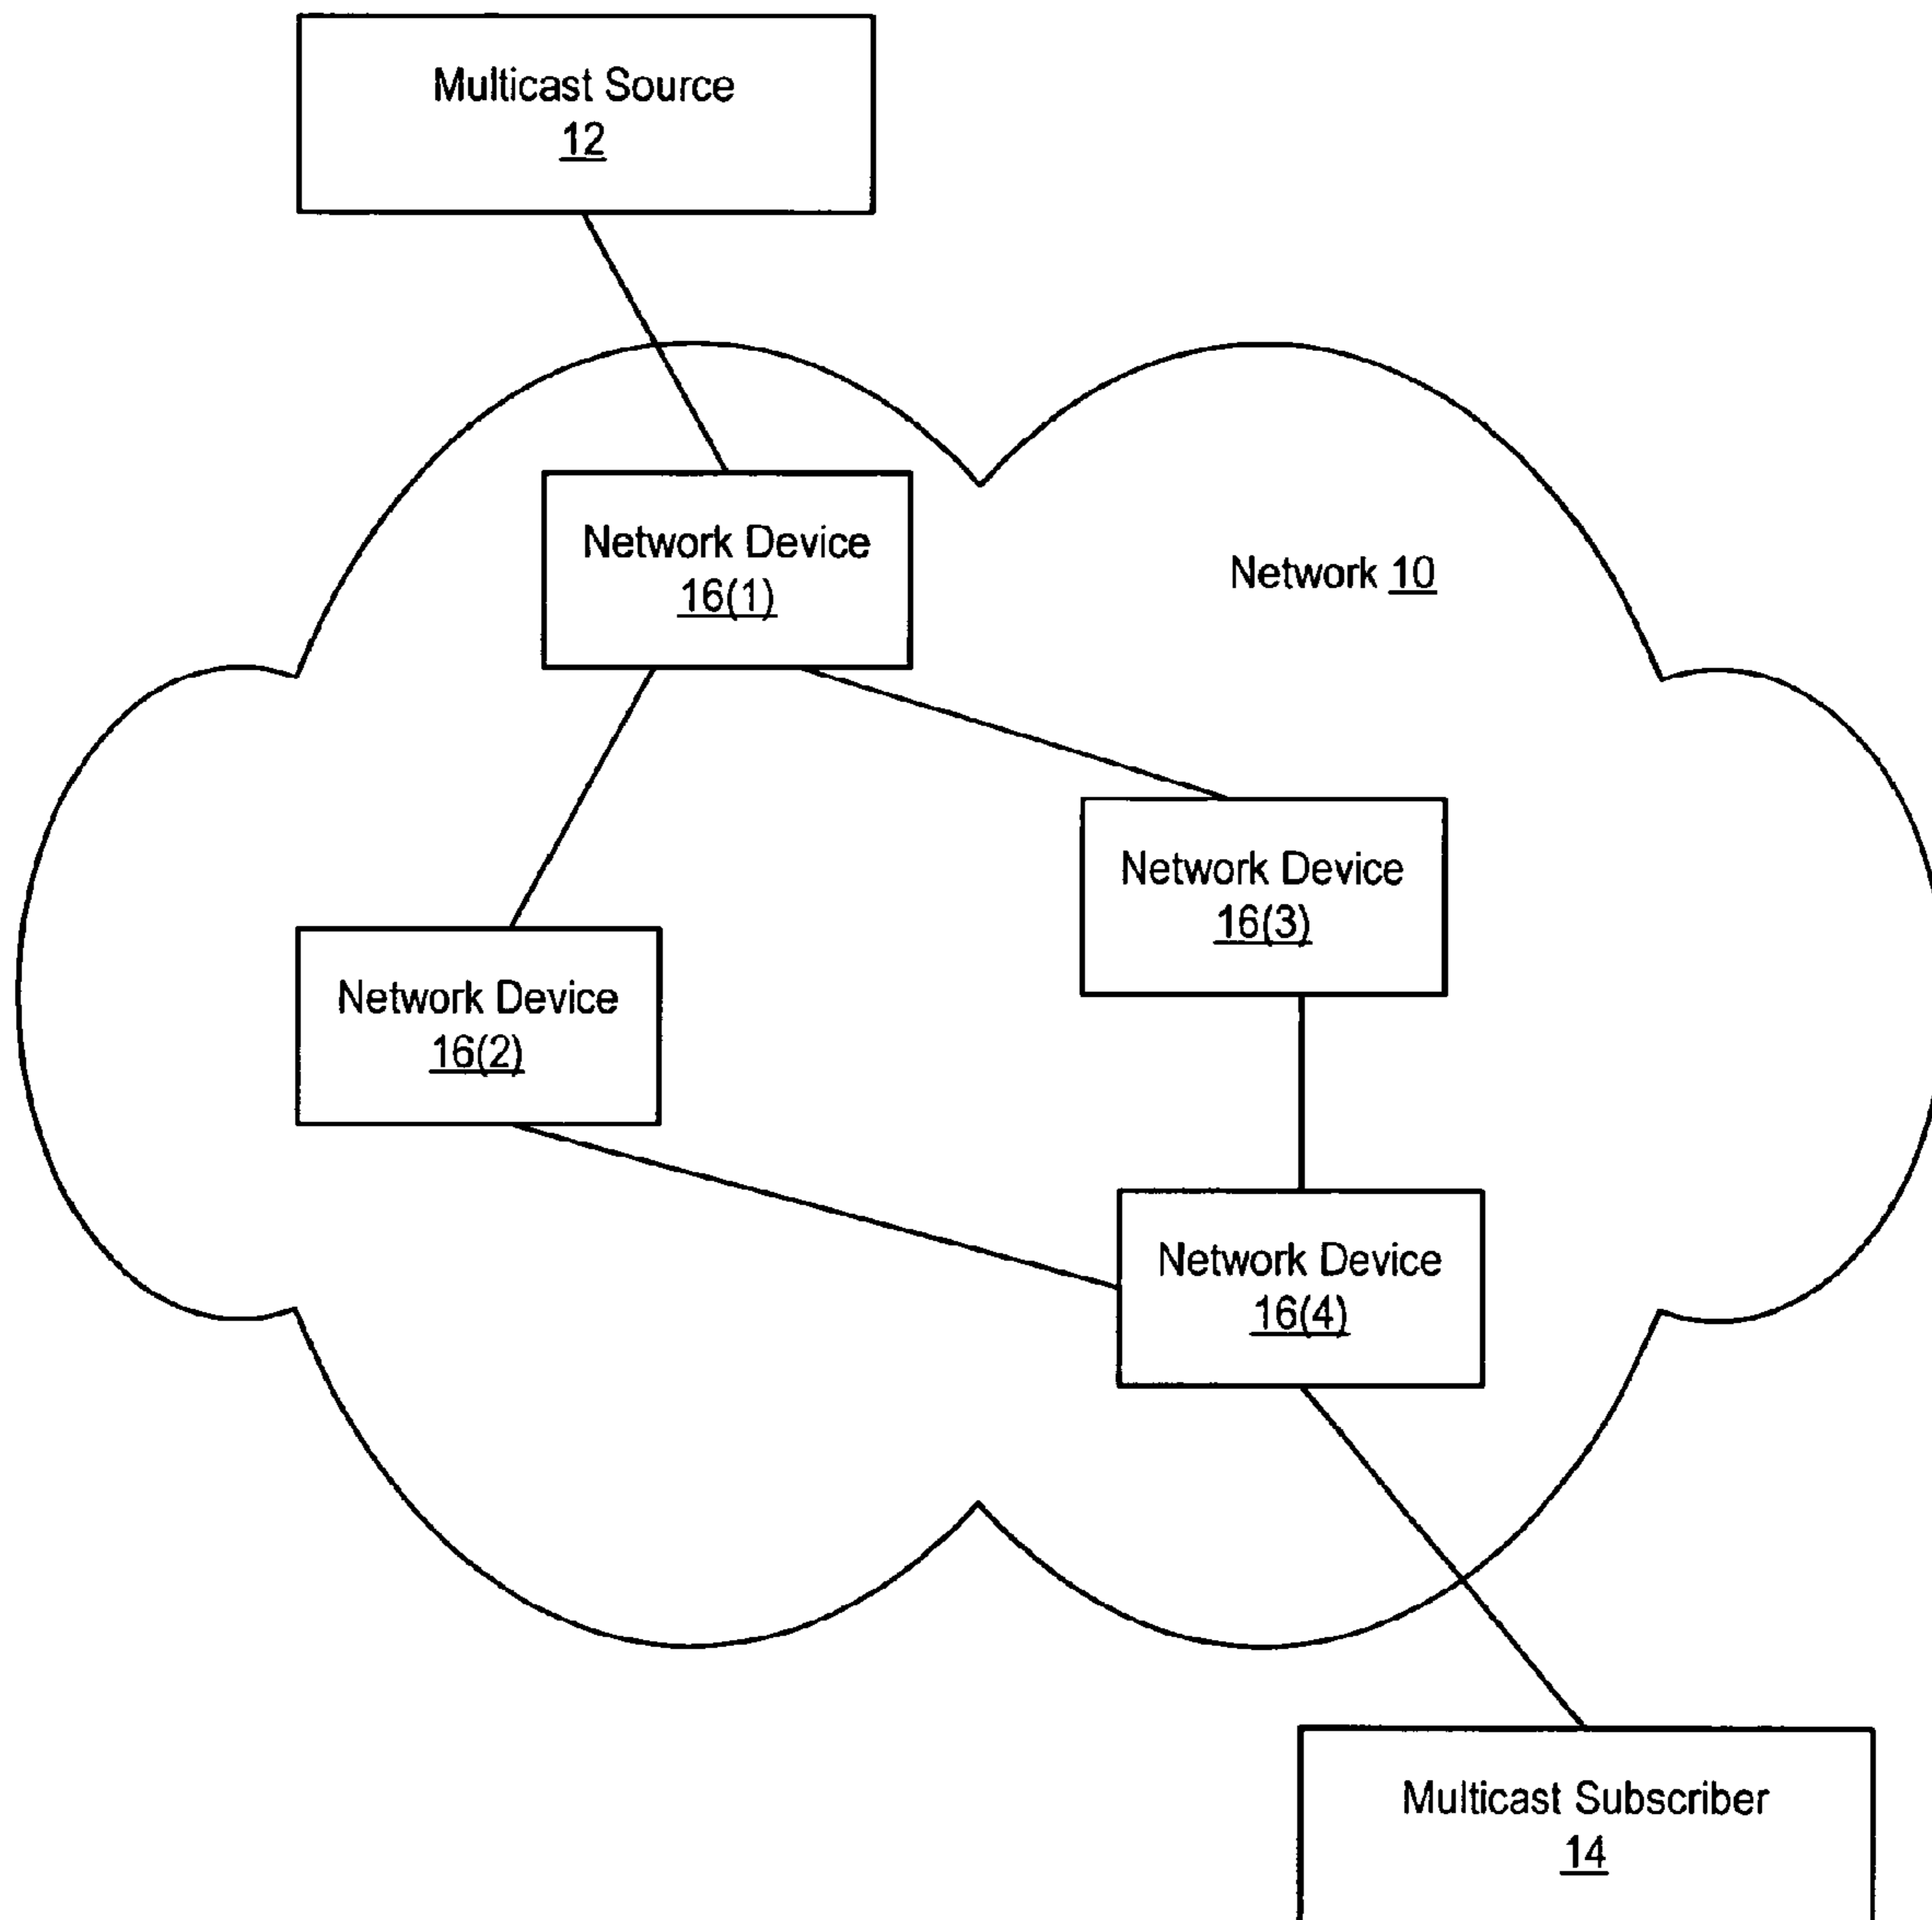 Multicast Source
12
Network Device
16(1)
Network 10
Network Device
16(3)
Network Device
16(2)
Network Device
16(4)
Multicast Subscriber
14